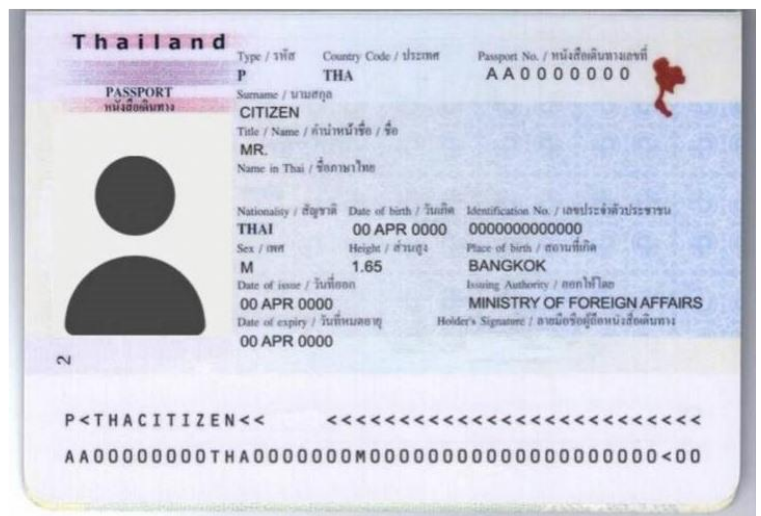 Thailand
PASSPORT
หนังสือเดินทาง
Type / รหัส Country Code / ประเทศ Passport No. / หนังสือเดินทางเลขที่
P THA AA0000000
Surname / นามสกุล
CITIZEN
Title / Name / คำนำหน้าชื่อ / ชื่อ
MR.
Name in Thai / ชื่อภาษาไทย
Nationality / สัญชาติ Date of birth / วันเกิด Identification No. / เลขประจำตัวประชาชน
THAI 00 APR 0000 0000000000000
Sex / เพศ Height / ส่วนสูง Place of birth / สถานที่เกิด
M 1.65 BANGKOK
Date of issue / วันที่ออก Issuing Authority / ออกให้โดย
00 APR 0000 MINISTRY OF FOREIGN AFFAIRS
Date of expiry / วันที่หมดอายุ Holder's Signature / ลายมือชื่อผู้ถือหนังสือเดินทาง
00 APR 0000
2
P<THACITIZEN<< <<<<<<<<<<<<<<<<<<<<<<<<<<
AA00000000THA0000000M00000000000000000000<00